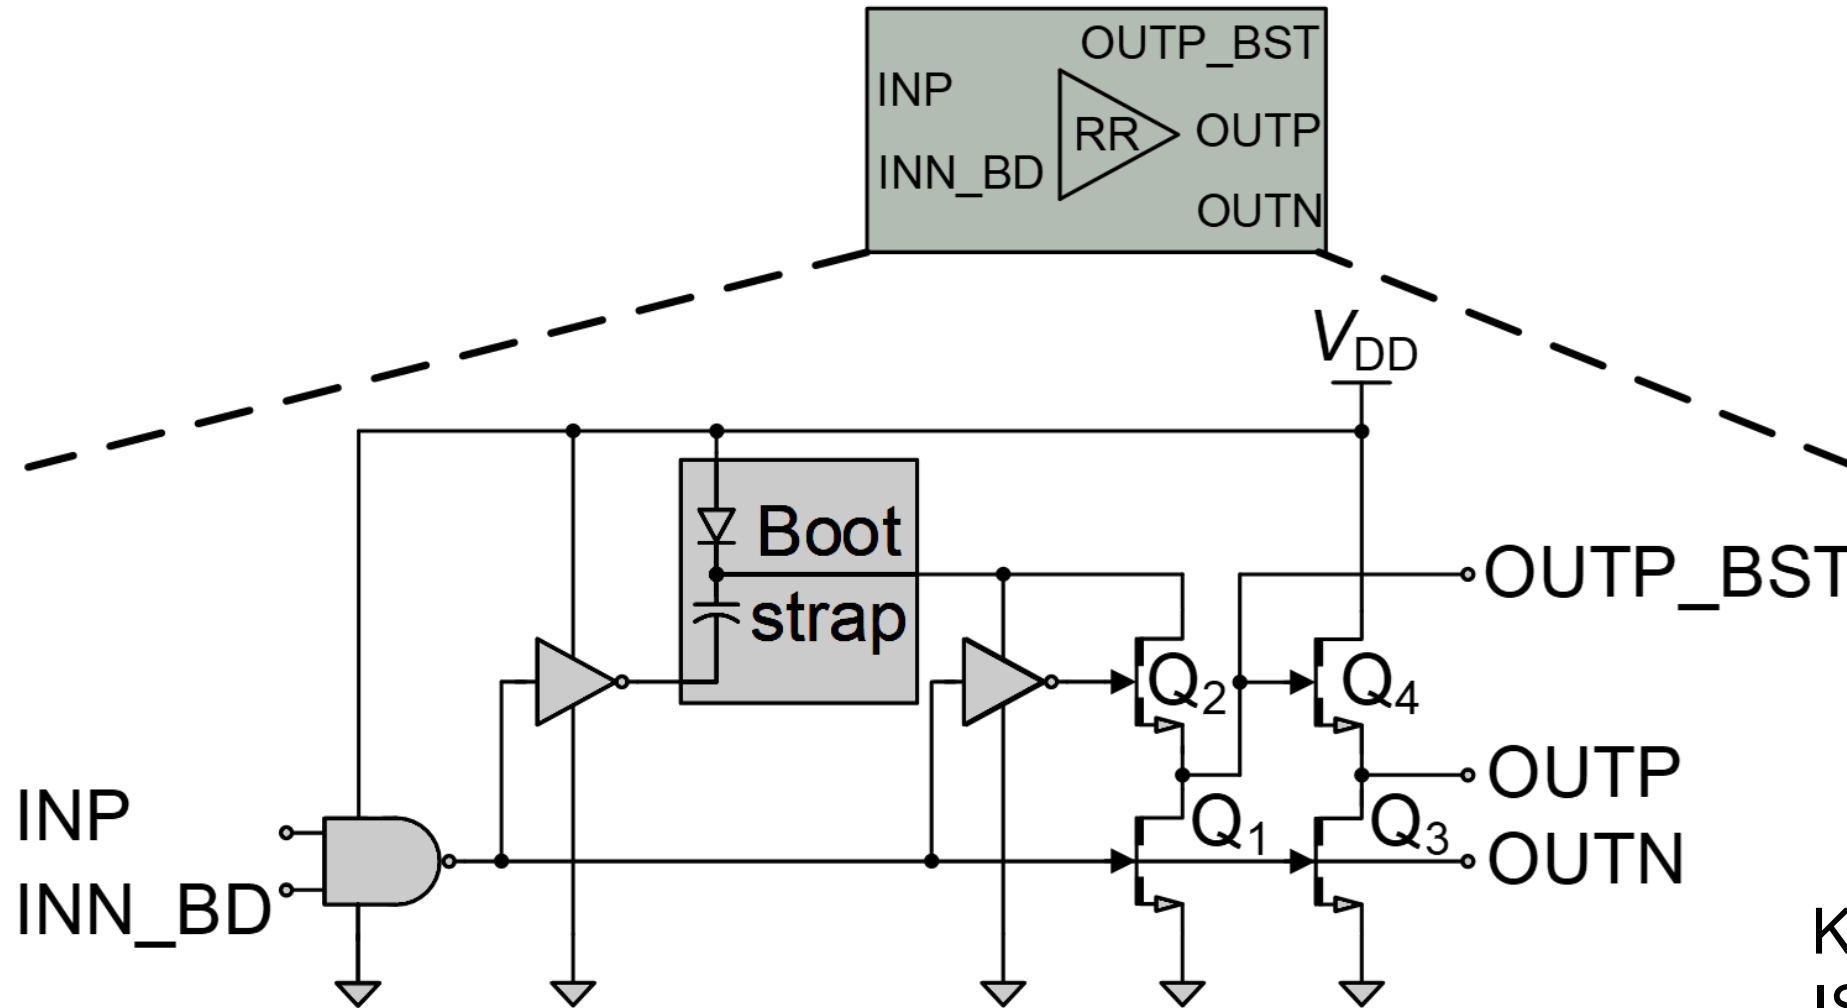 OUTP_BST
INP
RR
OUTP
INN_BD
OUTN
VDD
Boot
strap
OUTP_BST
Q2
Q4
OUTP
INP
Q1
Q3
OUTN
INN_BD
K